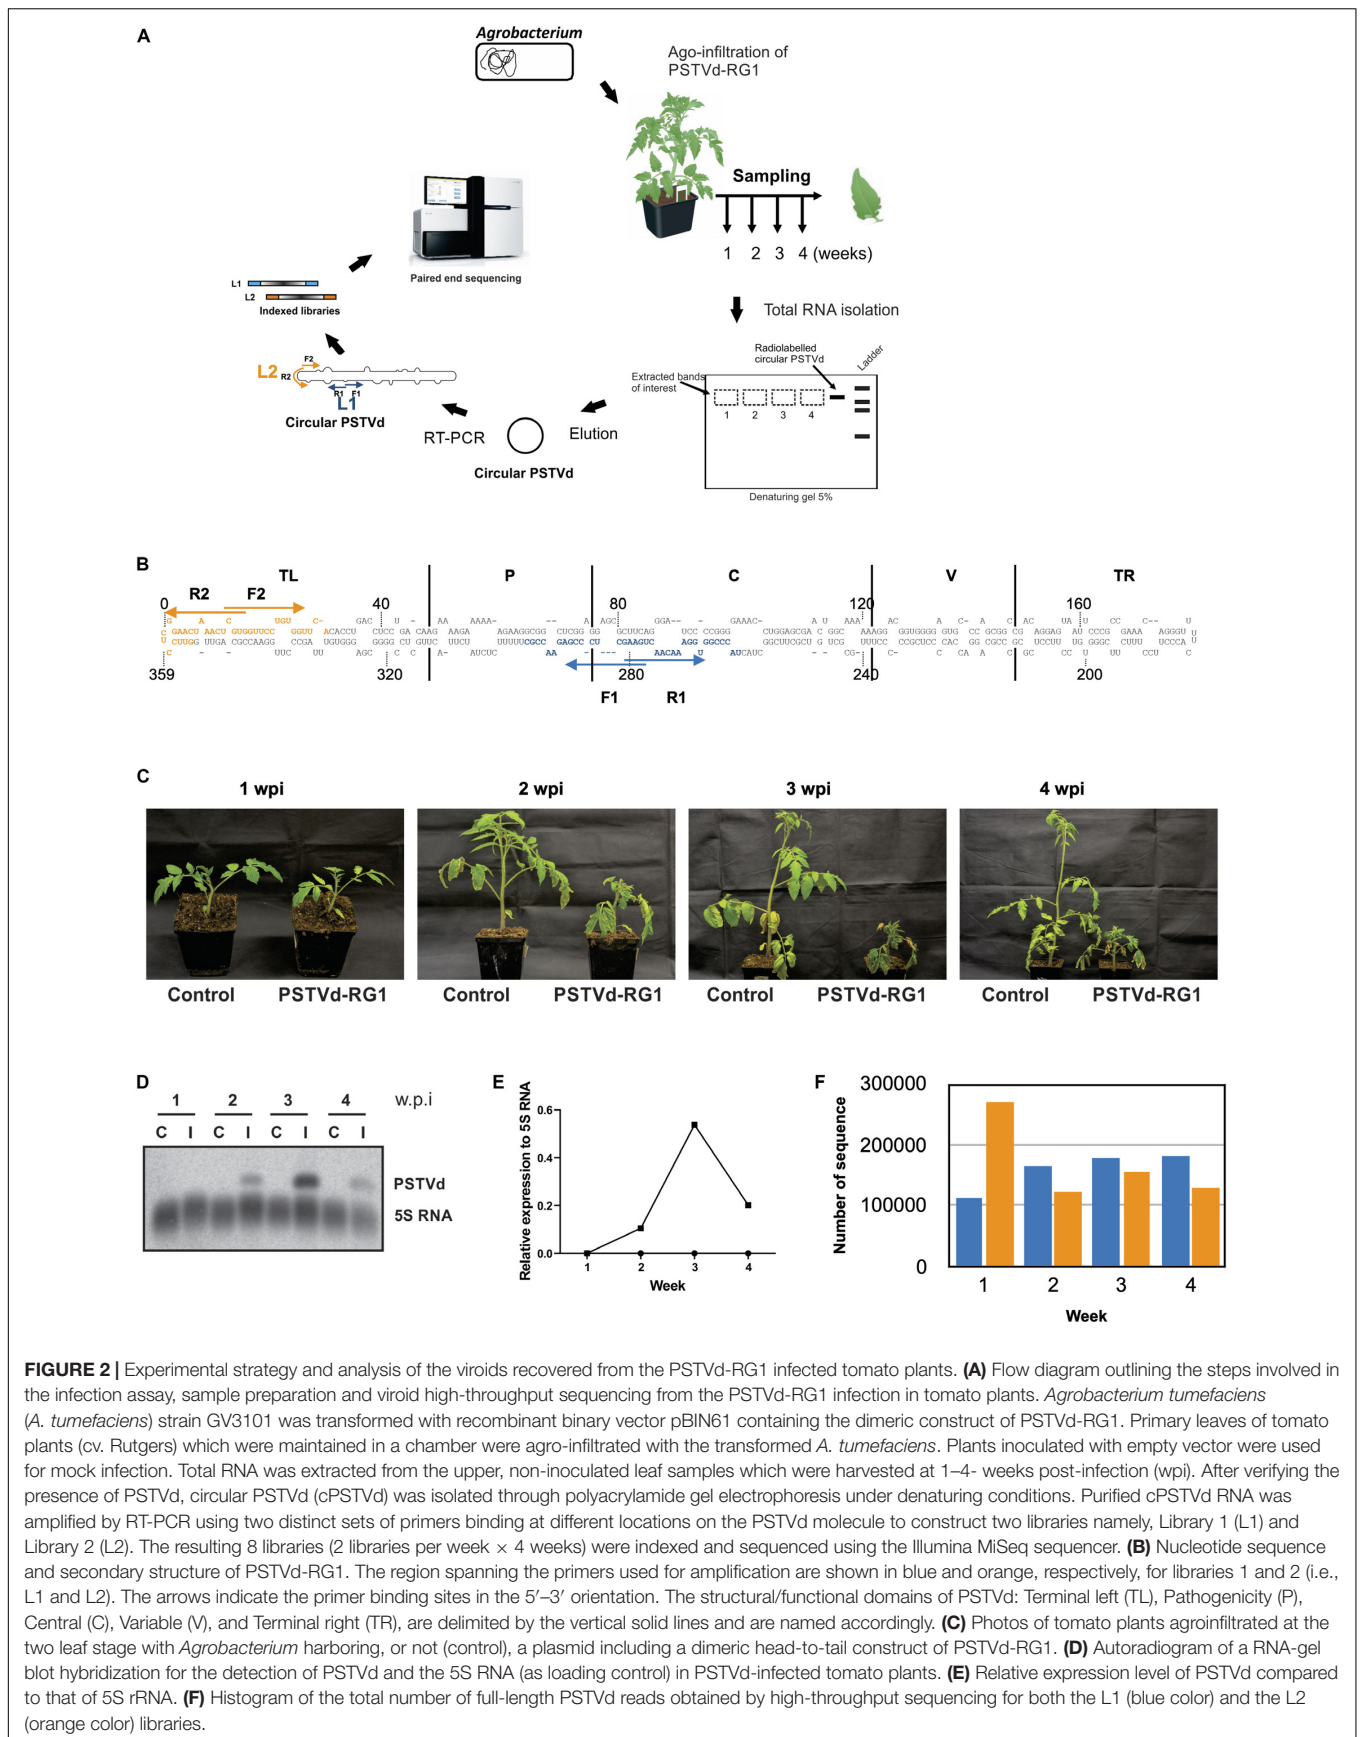 A
Agrobacterium
Ago-infiltration of
PSTVd-RG1
Sampling
1 2 3 4 (weeks)
Paired end sequencing
L1
L2
Indexed libraries
Total RNA isolation
Radiolabelled
circular PSTVd
Ladder
Extracted bands
of interest
1 2 3 4
Denaturing gel 5%
Elution
Circular PSTVd
RT-PCR
L2
F2
R2
R1 F1
L1
Circular PSTVd
B
TL P C V TR
R2 F2
0 40 80 120 160
359 320 280 240 200
F1 R1
C
1 wpi 2 wpi 3 wpi 4 wpi
Control PSTVd-RG1 Control PSTVd-RG1 Control PSTVd-RG1 Control PSTVd-RG1
D
1 2 3 4 w.p.i
C I C I C I C I
PSTVd
5S RNA
E
Relative expression to 5S RNA
0.6
0.4
0.2
0.0
1 2 3 4
Week
F
Number of sequence
300000
200000
100000
0
1 2 3 4
Week
FIGURE 2 | Experimental strategy and analysis of the viroids recovered from the PSTVd-RG1 infected tomato plants. (A) Flow diagram outlining the steps involved in
the infection assay, sample preparation and viroid high-throughput sequencing from the PSTVd-RG1 infection in tomato plants. Agrobacterium tumefaciens
(A. tumefaciens) strain GV3101 was transformed with recombinant binary vector pBIN61 containing the dimeric construct of PSTVd-RG1. Primary leaves of tomato
plants (cv. Rutgers) which were maintained in a chamber were agro-infiltrated with the transformed A. tumefaciens. Plants inoculated with empty vector were used
for mock infection. Total RNA was extracted from the upper, non-inoculated leaf samples which were harvested at 1–4- weeks post-infection (wpi). After verifying the
presence of PSTVd, circular PSTVd (cPSTVd) was isolated through polyacrylamide gel electrophoresis under denaturing conditions. Purified cPSTVd RNA was
amplified by RT-PCR using two distinct sets of primers binding at different locations on the PSTVd molecule to construct two libraries namely, Library 1 (L1) and
Library 2 (L2). The resulting 8 libraries (2 libraries per week × 4 weeks) were indexed and sequenced using the Illumina MiSeq sequencer. (B) Nucleotide sequence
and secondary structure of PSTVd-RG1. The region spanning the primers used for amplification are shown in blue and orange, respectively, for libraries 1 and 2 (i.e.,
L1 and L2). The arrows indicate the primer binding sites in the 5′–3′ orientation. The structural/functional domains of PSTVd: Terminal left (TL), Pathogenicity (P),
Central (C), Variable (V), and Terminal right (TR), are delimited by the vertical solid lines and are named accordingly. (C) Photos of tomato plants agroinfiltrated at the
two leaf stage with Agrobacterium harboring, or not (control), a plasmid including a dimeric head-to-tail construct of PSTVd-RG1. (D) Autoradiogram of a RNA-gel
blot hybridization for the detection of PSTVd and the 5S RNA (as loading control) in PSTVd-infected tomato plants. (E) Relative expression level of PSTVd compared
to that of 5S rRNA. (F) Histogram of the total number of full-length PSTVd reads obtained by high-throughput sequencing for both the L1 (blue color) and the L2
(orange color) libraries.